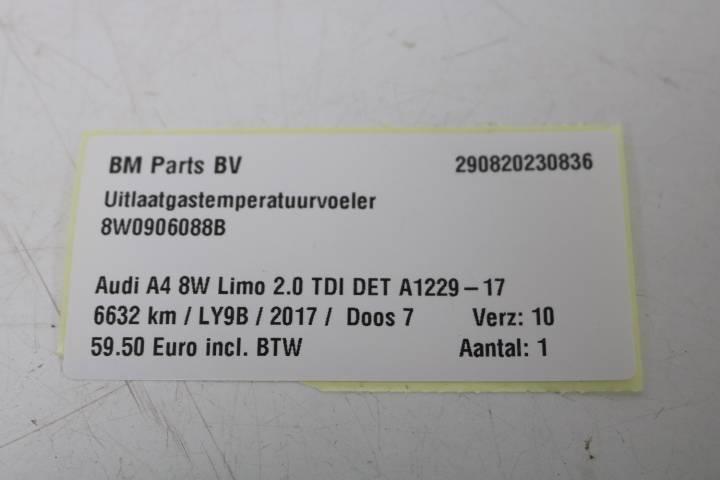 BM Parts BV 290820230836
Uitlaatgastemperatuurvoeler
8W0906088B
Audi A4 8W Limo 2.0 TDI DET A1229-17
6632 km / LY9B / 2017 / Doos 7 Verz: 10
59.50 Euro incl. BTW Aantal: 1